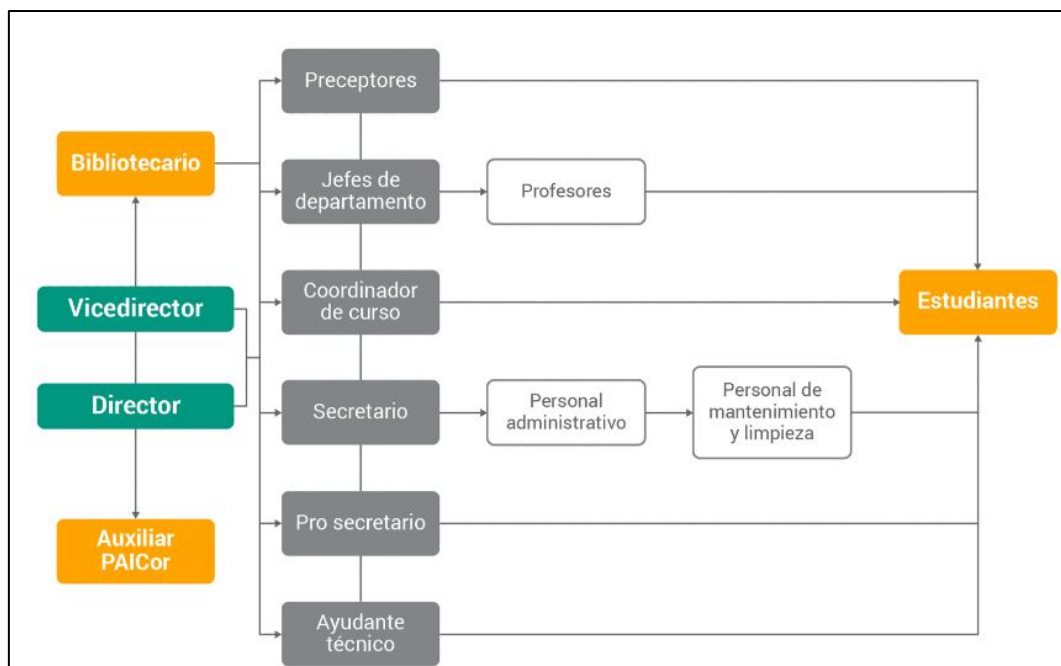 Preceptores
Bibliotecario
Jefes de
departamento
Profesores
Vicedirector
Coordinador
de curso
Estudiantes
Director
Secretario
Personal
administrativo
Personal de
mantenimiento
y limpieza
Auxiliar
PAICor
Pro secretario
Ayudante
técnico